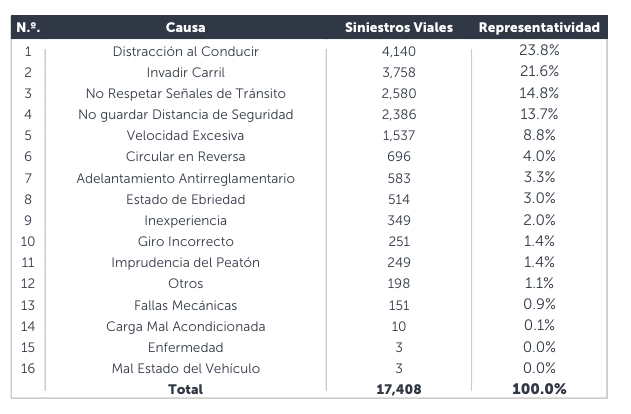 N.º. Causa Siniestros Viales Representatividad
1 Distracción al Conducir 4,140 23.8%
2 Invadir Carril 3,758 21.6%
3 No Respetar Señales de Tránsito 2,580 14.8%
4 No guardar Distancia de Seguridad 2,386 13.7%
5 Velocidad Excesiva 1,537 8.8%
6 Circular en Reversa 696 4.0%
7 Adelantamiento Antirreglamentario 583 3.3%
8 Estado de Ebriedad 514 3.0%
9 Inexperiencia 349 2.0%
10 Giro Incorrecto 251 1.4%
11 Imprudencia del Peatón 249 1.4%
12 Otros 198 1.1%
13 Fallas Mecánicas 151 0.9%
14 Carga Mal Acondicionada 10 0.1%
15 Enfermedad 3 0.0%
16 Mal Estado del Vehículo 3 0.0%
Total 17,408 100.0%